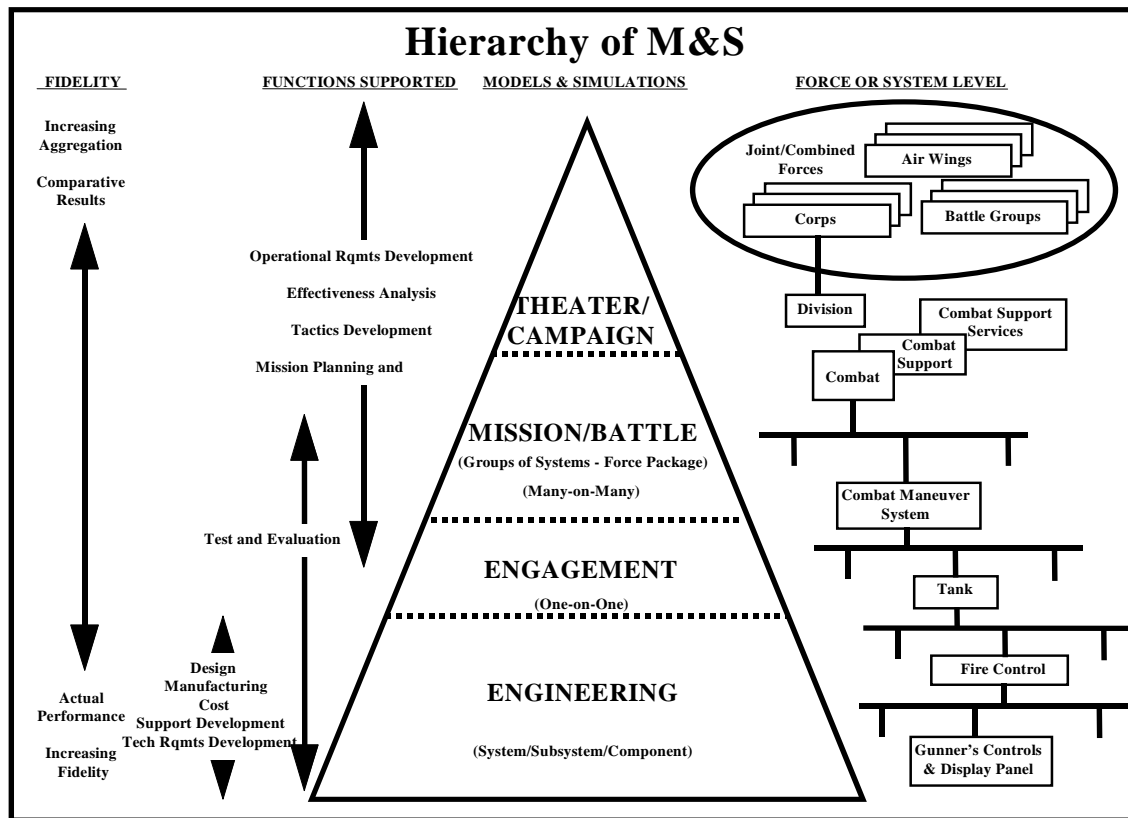 Hierarchy of M&S
FIDELITY
FUNCTIONS SUPPORTED
MODELS & SIMULATIONS
FORCE OR SYSTEM LEVEL
Increasing
Aggregation
Comparative
Results
Actual
Performance
Increasing
Fidelity
Operational Rqmts Development
Effectiveness Analysis
Tactics Development
Mission Planning and
Test and Evaluation
Design
Manufacturing
Cost
Support Development
Tech Rqmts Development
THEATER/
CAMPAIGN
MISSION/BATTLE
(Groups of Systems - Force Package)
(Many-on-Many)
ENGAGEMENT
(One-on-One)
ENGINEERING
(System/Subsystem/Component)
Joint/Combined
Forces
Air Wings
Corps
Battle Groups
Division
Combat Support
Services
Combat
Support
Combat
Combat Maneuver
System
Tank
Fire Control
Gunner's Controls
& Display Panel